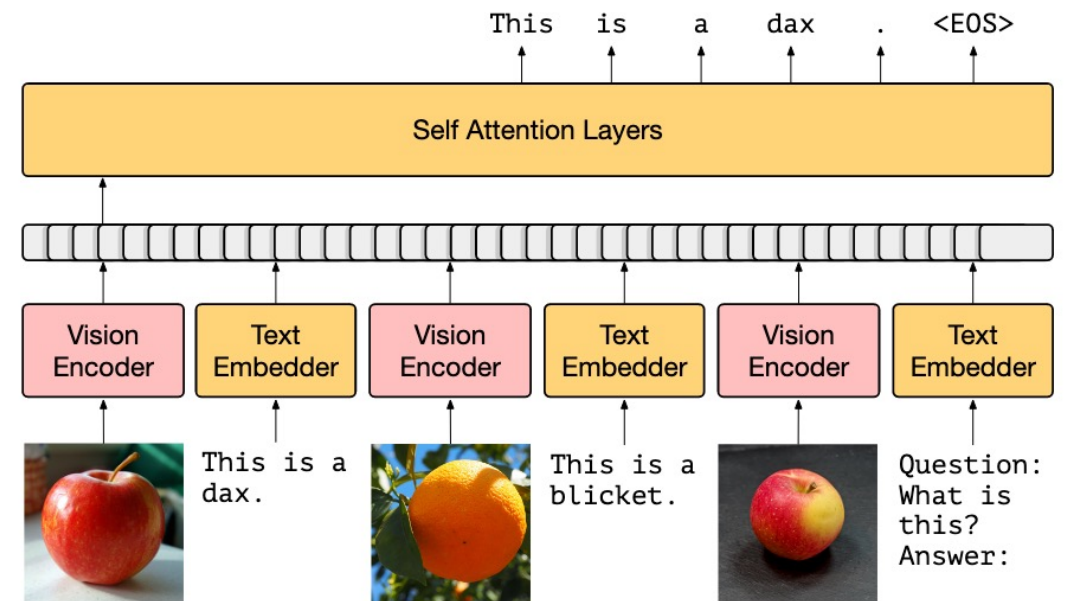 This is a dax . <EOS>
Self Attention Layers
Vision
Encoder
Text
Embedder
Vision
Encoder
Text
Embedder
Vision
Encoder
Text
Embedder
This is a
dax.
This is a
blicket.
Question:
What is
this?
Answer: